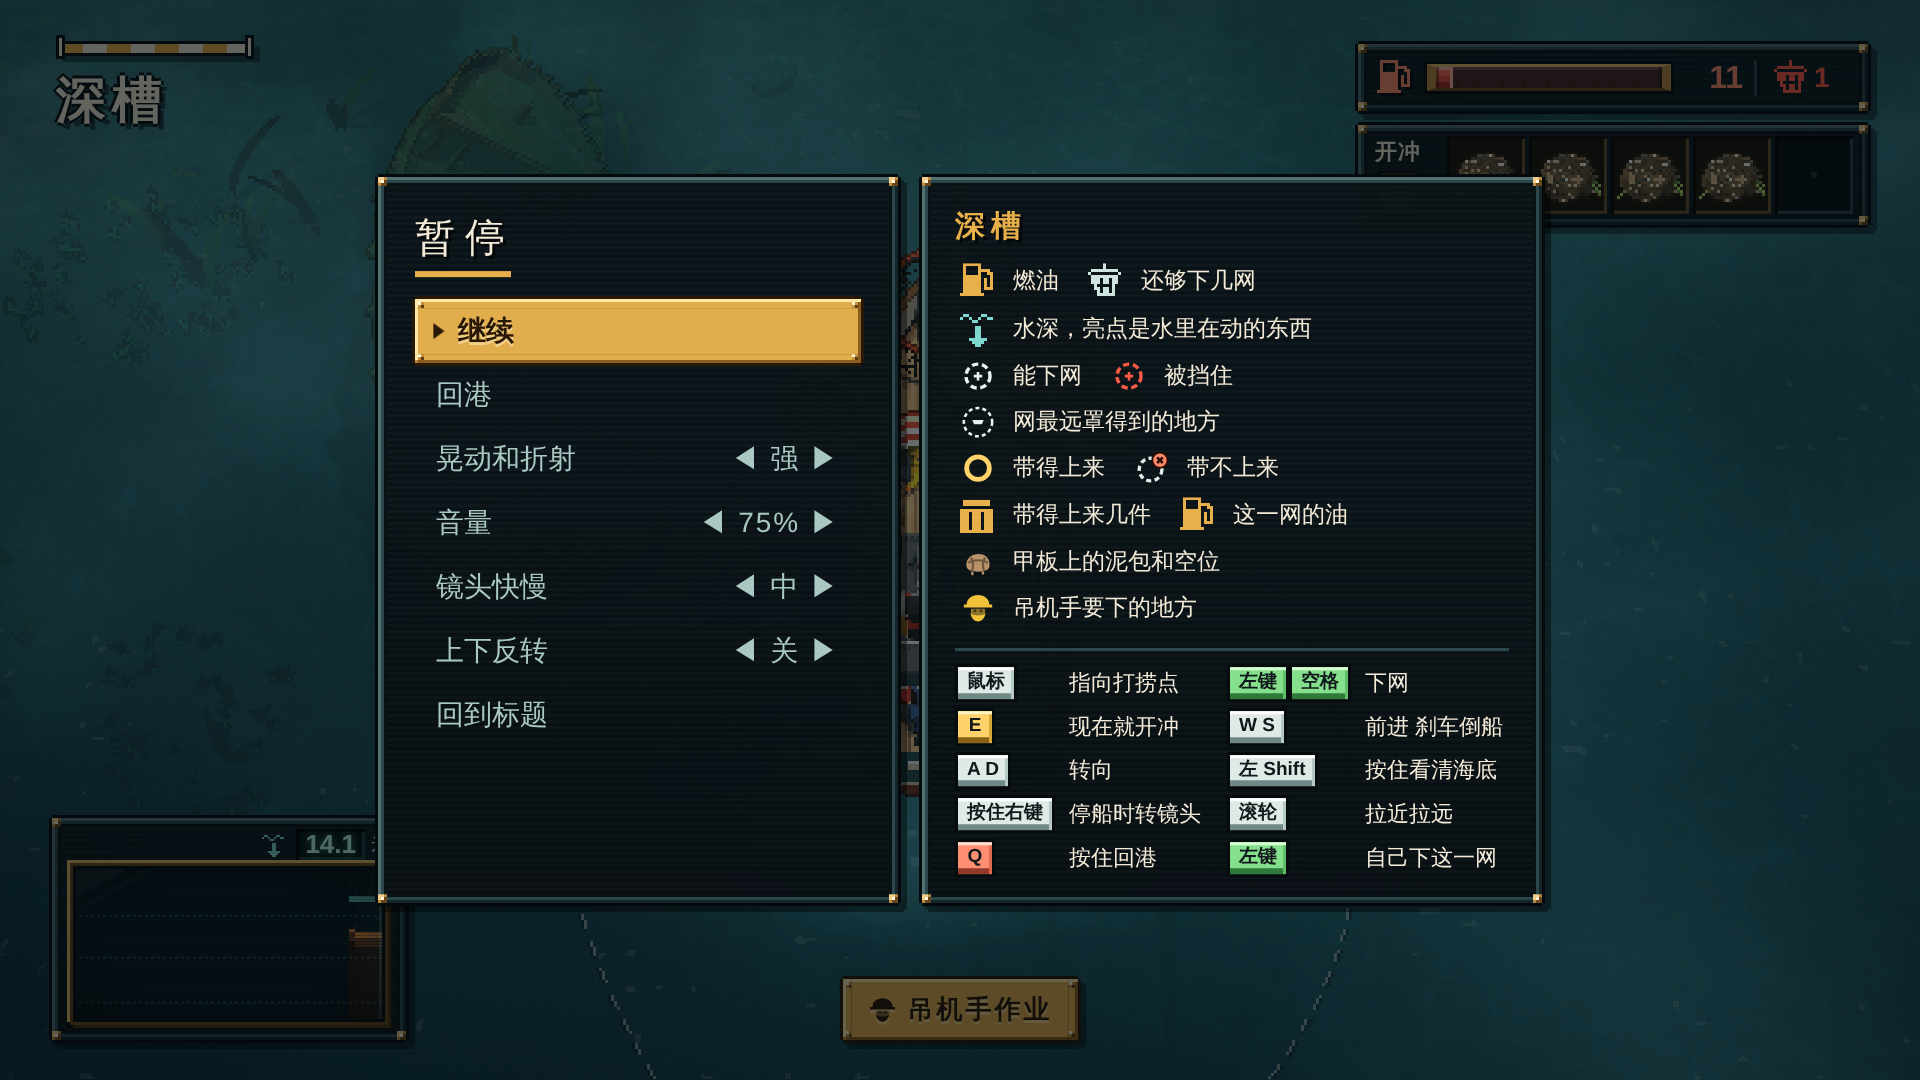 深槽
11
1
开冲
暂停
继续
回港
晃动和折射 强
音量 75%
镜头快慢 中
上下反转 关
回到标题
深槽
燃油 还够下几网
水深，亮点是水里在动的东西
能下网 被挡住
网最远罩得到的地方
带得上来 带不上来
带得上来几件 这一网的油
甲板上的泥包和空位
吊机手要下的地方
鼠标 指向打捞点 左键 空格 下网
E 现在就开冲 W S 前进 刹车倒船
A D 转向 左 Shift 按住看清海底
按住右键 停船时转镜头 滚轮 拉近拉远
Q 按住回港 左键 自己下这一网
14.1
吊机手作业